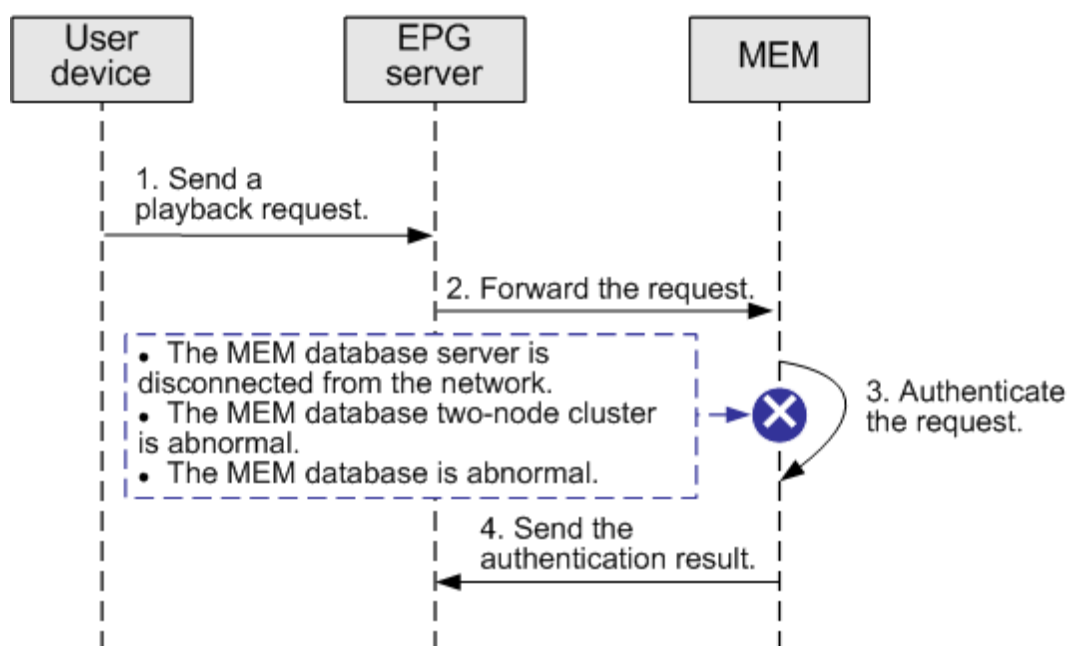 User
device
EPG
server
MEM
1. Send a
playback request.
2. Forward the request.
• The MEM database server is
disconnected from the network.
• The MEM database two-node cluster
is abnormal.
• The MEM database is abnormal.
3. Authenticate
the request.
4. Send the
authentication result.